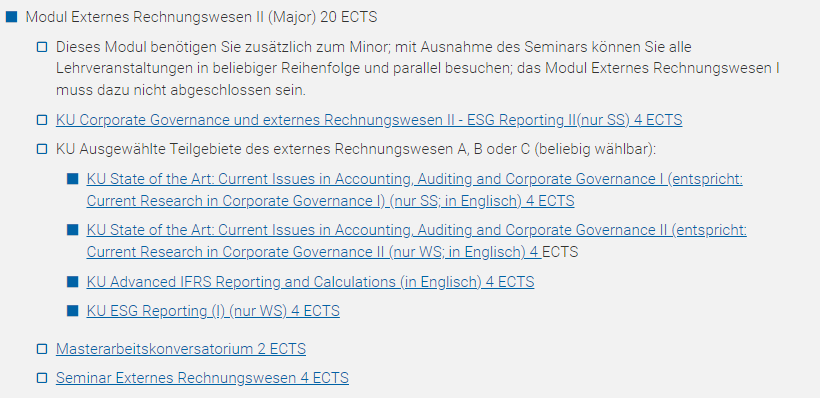 Modul Externes Rechnungswesen II (Major) 20 ECTS
Dieses Modul benötigen Sie zusätzlich zum Minor; mit Ausnahme des Seminars können Sie alle
Lehrveranstaltungen in beliebiger Reihenfolge und parallel besuchen; das Modul Externes Rechnungswesen I
muss dazu nicht abgeschlossen sein.
KU Corporate Governance und externes Rechnungswesen II - ESG Reporting II(nur SS) 4 ECTS
KU Ausgewählte Teilgebiete des externes Rechnungswesen A, B oder C (beliebig wählbar):
KU State of the Art: Current Issues in Accounting, Auditing and Corporate Governance I (entspricht:
Current Research in Corporate Governance I) (nur SS; in Englisch) 4 ECTS
KU State of the Art: Current Issues in Accounting, Auditing and Corporate Governance II (entspricht:
Current Research in Corporate Governance II (nur WS; in Englisch) 4 ECTS
KU Advanced IFRS Reporting and Calculations (in Englisch) 4 ECTS
KU ESG Reporting (I) (nur WS) 4 ECTS
Masterarbeitskonversatorium 2 ECTS
Seminar Externes Rechnungswesen 4 ECTS